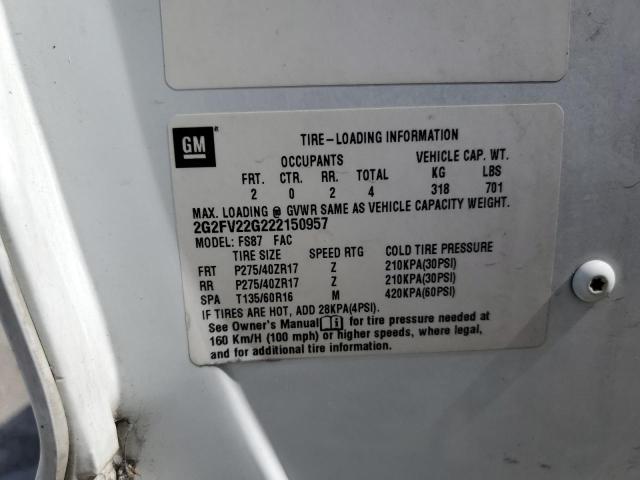 GM
TIRE-LOADING INFORMATION
OCCUPANTS VEHICLE CAP. WT.
FRT. CTR. RR. TOTAL KG LBS
2 0 2 4 318 701
MAX. LOADING @ GVWR SAME AS VEHICLE CAPACITY WEIGHT.
2G2FV22G222150957
MODEL: FS87 FAC
TIRE SIZE SPEED RTG COLD TIRE PRESSURE
FRT P275/40ZR17 Z 210KPA(30PSI)
RR P275/40ZR17 Z 210KPA(30PSI)
SPA T135/60R16 M 420KPA(60PSI)
IF TIRES ARE HOT, ADD 28KPA(4PSI).
See Owner's Manual for tire pressure needed at
160 Km/H (100 mph) or higher speeds, where legal,
and for additional tire information.